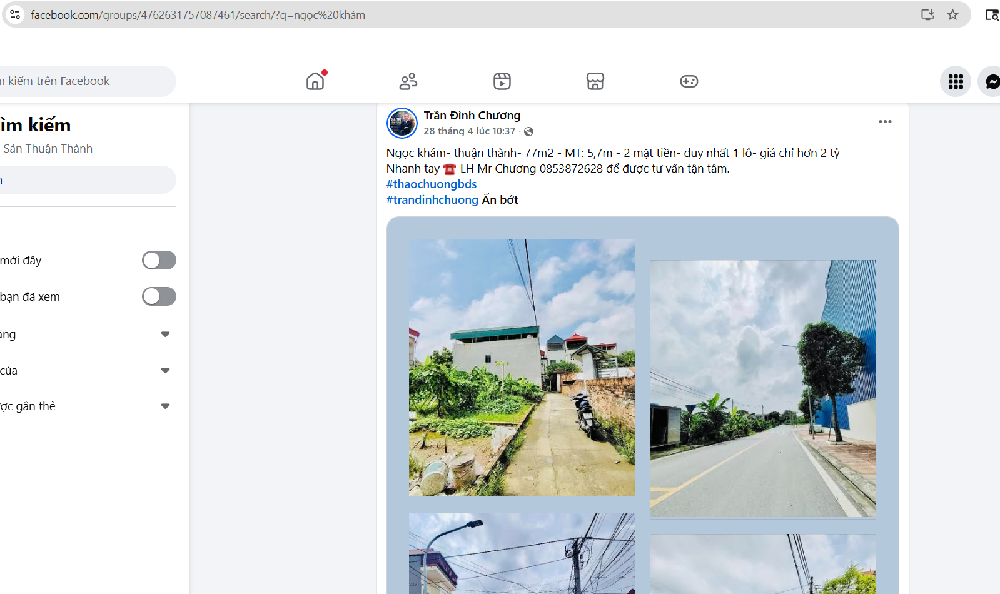 facebook.com/groups/4762631757087461/search/?q=ngọc%20khám
kiếm trên Facebook
kiếm
Sản Thuận Thành
mới đây
bạn đã xem
của
gắn thẻ
Trần Đình Chương
28 tháng 4 lúc 10:37 ·
Ngọc khám- thuận thành- 77m2 - MT: 5,7m - 2 mặt tiền- duy nhất 1 lô- giá chỉ hơn 2 tỷ
Nhanh tay ☎️ LH Mr Chương 0853872628 để được tư vấn tận tâm.
#thaochuongbds
#trandinhchuong Ẩn bớt